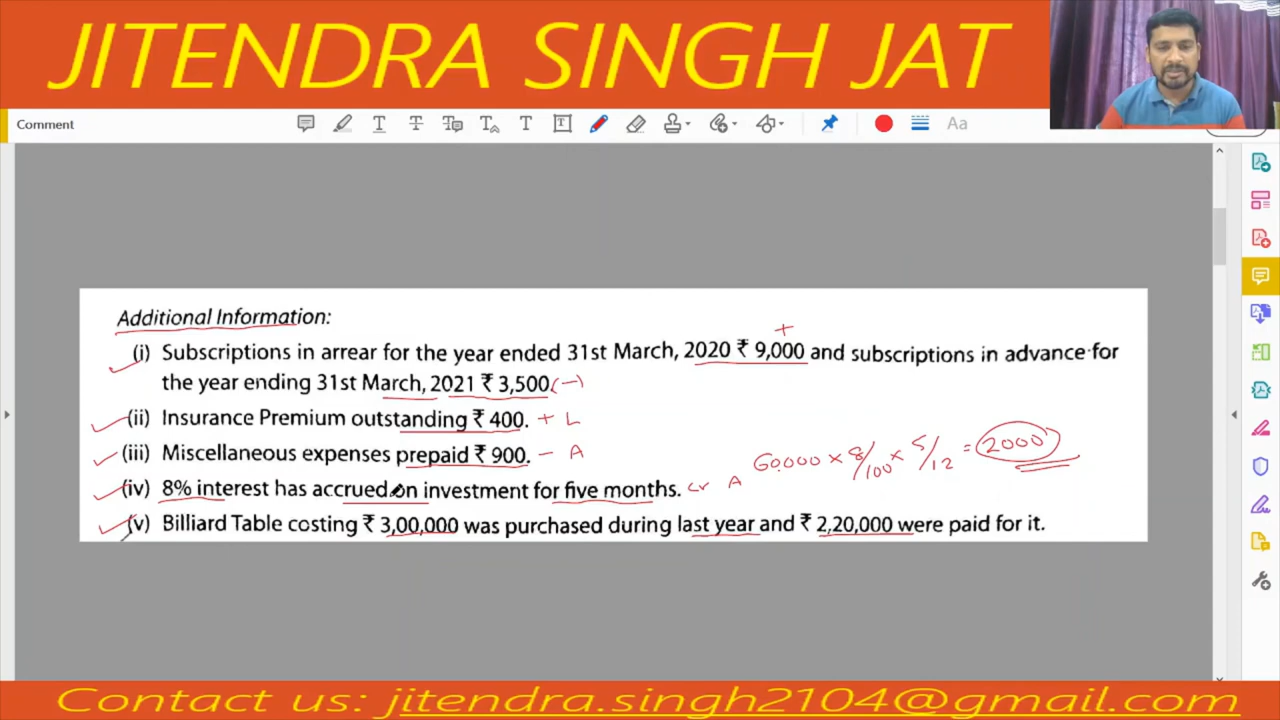 JITENDRA SINGH JAT
Comment
Additional Information:
(i) Subscriptions in arrear for the year ended 31st March, 2020 ₹ 9,000 and subscriptions in advance for
+
the year ending 31st March, 2021 ₹ 3,500 (-)
(ii) Insurance Premium outstanding ₹ 400. + L
(iii) Miscellaneous expenses prepaid ₹ 900. - A
60,000 × 8/100 × 5/12 = 2000
(iv) 8% interest has accrued on investment for five months. Cr A
(v) Billiard Table costing ₹ 3,00,000 was purchased during last year and ₹ 2,20,000 were paid for it.
Contact us: jitendra.singh2104@gmail.com